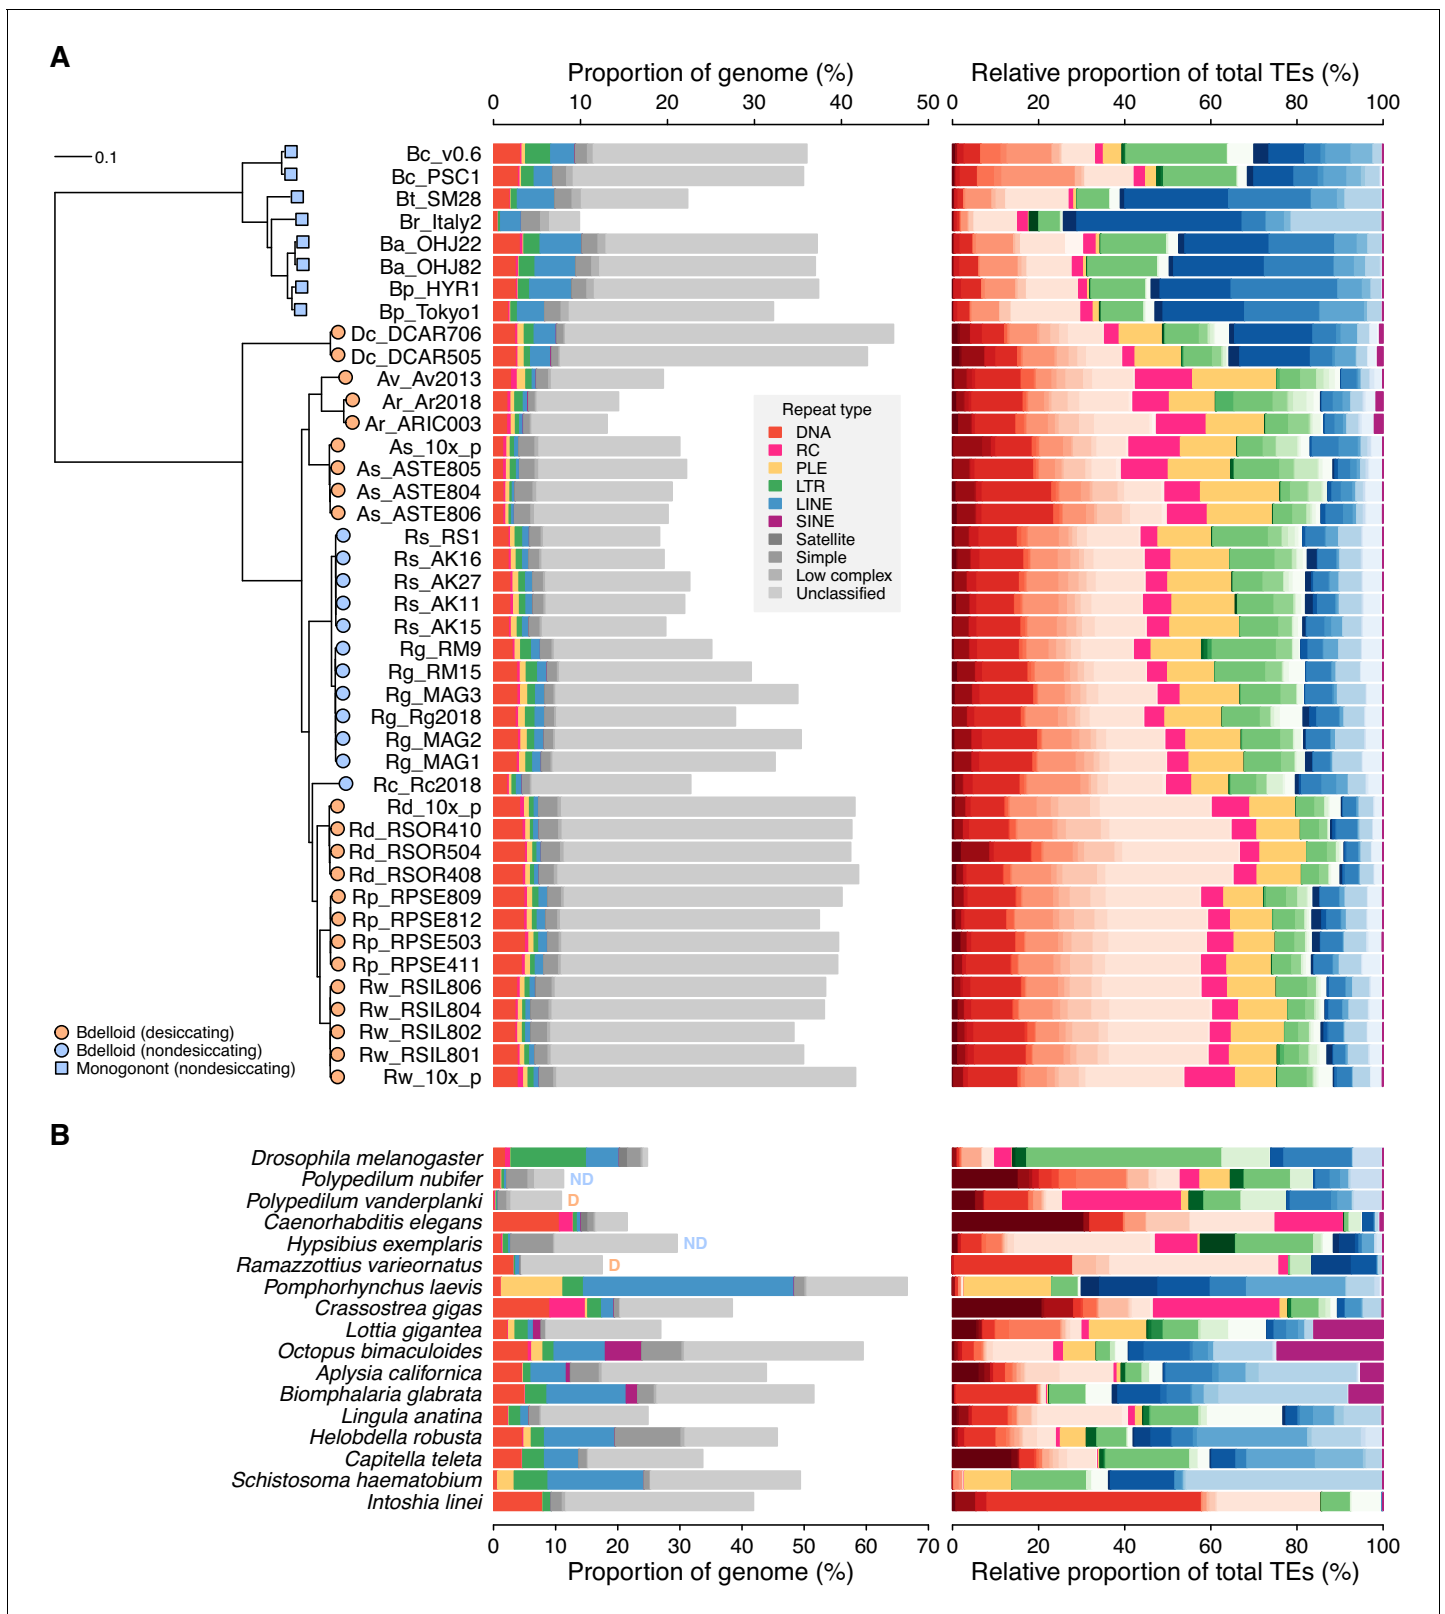 A
Proportion of genome (%)
Relative proportion of total TEs (%)
0 10 20 30 40 50
0 20 40 60 80 100
0.1
Bc_v0.6
Bc_PSC1
Bt_SM28
Br_Italy2
Ba_OHJ22
Ba_OHJ82
Bp_HYR1
Bp_Tokyo1
Dc_DCAR706
Dc_DCAR505
Av_Av2013
Ar_Ar2018
Ar_ARIC003
As_10x_p
As_ASTE805
As_ASTE804
As_ASTE806
Rs_RS1
Rs_AK16
Rs_AK27
Rs_AK11
Rs_AK15
Rg_RM9
Rg_RM15
Rg_MAG3
Rg_Rg2018
Rg_MAG2
Rg_MAG1
Rc_Rc2018
Rd_10x_p
Rd_RSOR410
Rd_RSOR504
Rd_RSOR408
Rp_RPSE809
Rp_RPSE812
Rp_RPSE503
Rp_RPSE411
Rw_RSIL806
Rw_RSIL804
Rw_RSIL802
Rw_RSIL801
Rw_10x_p
Repeat type
DNA
RC
PLE
LTR
LINE
SINE
Satellite
Simple
Low complex
Unclassified
Bdelloid (desiccating)
Bdelloid (nondesiccating)
Monogonont (nondesiccating)
B
Drosophila melanogaster
Polypedilum nubifer ND
Polypedilum vanderplanki D
Caenorhabditis elegans
Hypsibius exemplaris ND
Ramazzottius varieornatus D
Pomphorhynchus laevis
Crassostrea gigas
Lottia gigantea
Octopus bimaculoides
Aplysia californica
Biomphalaria glabrata
Lingula anatina
Helobdella robusta
Capitella teleta
Schistosoma haematobium
Intoshia linei
0 10 20 30 40 50 60 70
0 20 40 60 80 100
Proportion of genome (%)
Relative proportion of total TEs (%)